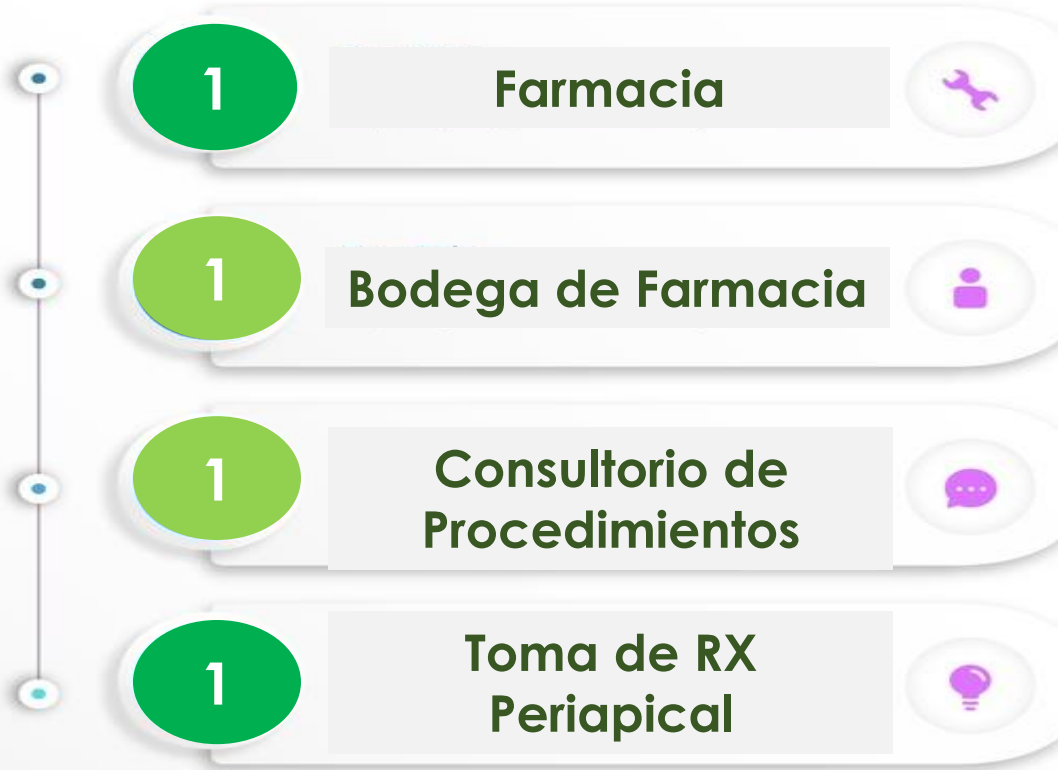 1
Farmacia
1
Bodega de Farmacia
1
Consultorio de
Procedimientos
1
Toma de RX
Periapical